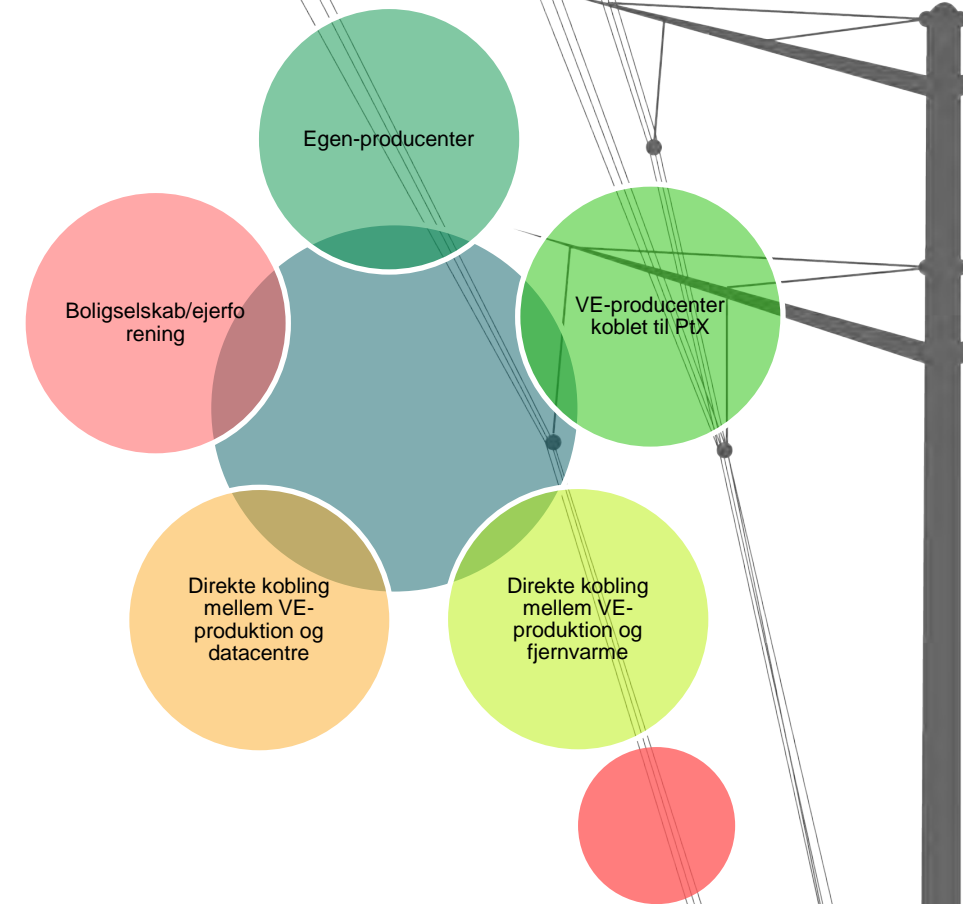 Egen-producenter
VE-producenter
koblet til PtX
Boligselskab/ejerfo
rening
Direkte kobling
mellem VE-
produktion og
datacentre
Direkte kobling
mellem VE-
produktion og
fjernvarme